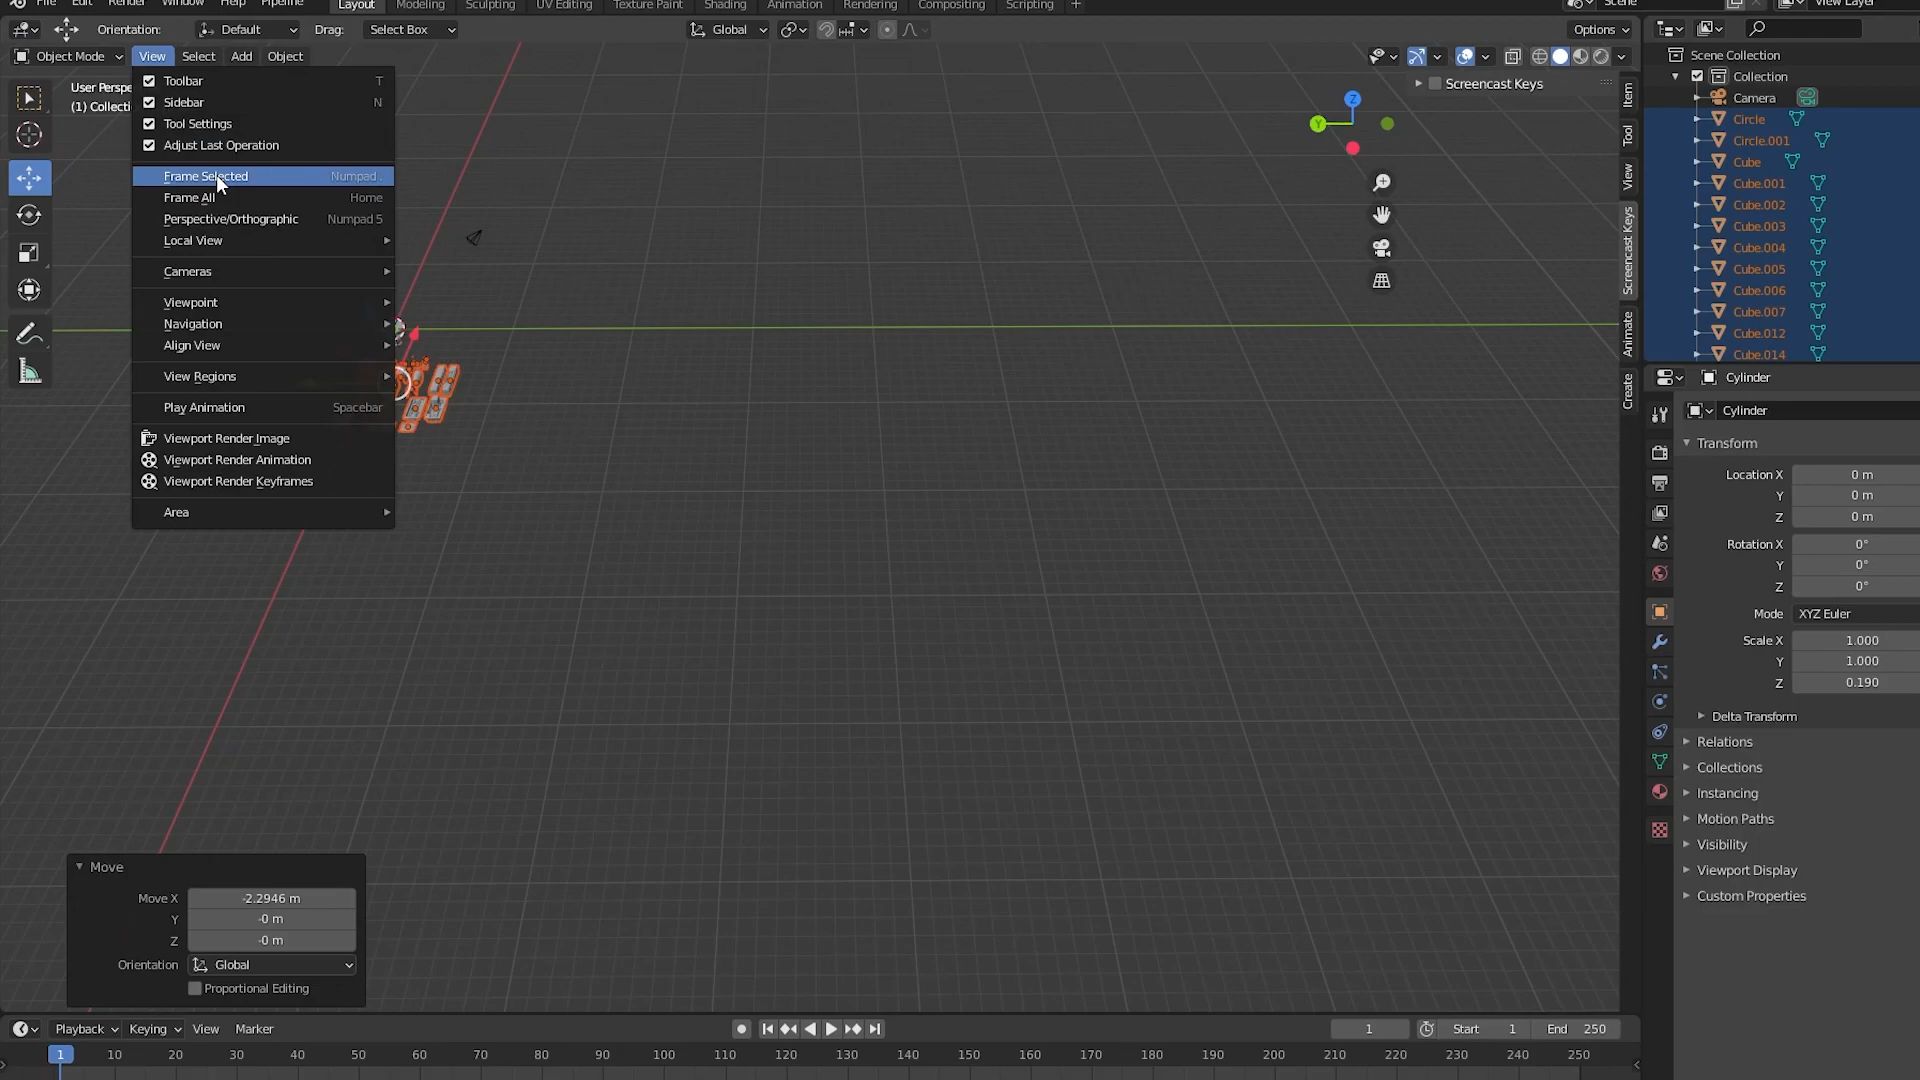 File Edit Render Window Help Pipeline Layout Modeling Sculpting UV Editing Texture Paint Shading Animation Rendering Compositing Scripting + Scene View Layer
Orientation: Default Drag: Select Box Global Options
Object Mode View Select Add Object
User Perspe
(1) Collecti
Toolbar T
Sidebar N
Tool Settings
Adjust Last Operation
Frame Selected Numpad .
Frame All Home
Perspective/Orthographic Numpad 5
Local View
Cameras
Viewpoint
Navigation
Align View
View Regions
Play Animation Spacebar
Viewport Render Image
Viewport Render Animation
Viewport Render Keyframes
Area
Z
Y
Screencast Keys
Item
Tool
View
Screencast Keys
Animate
Create
Scene Collection
Collection
Camera
Circle
Circle.001
Cube
Cube.001
Cube.002
Cube.003
Cube.004
Cube.005
Cube.006
Cube.007
Cube.012
Cube.014
Cylinder
Cylinder
Transform
Location X 0 m
Y 0 m
Z 0 m
Rotation X 0°
Y 0°
Z 0°
Mode XYZ Euler
Scale X 1.000
Y 1.000
Z 0.190
Delta Transform
Relations
Collections
Instancing
Motion Paths
Visibility
Viewport Display
Custom Properties
Move
Move X -2.2946 m
Y -0 m
Z -0 m
Orientation Global
Proportional Editing
Playback Keying View Marker 1 Start 1 End 250
1 10 20 30 40 50 60 70 80 90 100 110 120 130 140 150 160 170 180 190 200 210 220 230 240 250